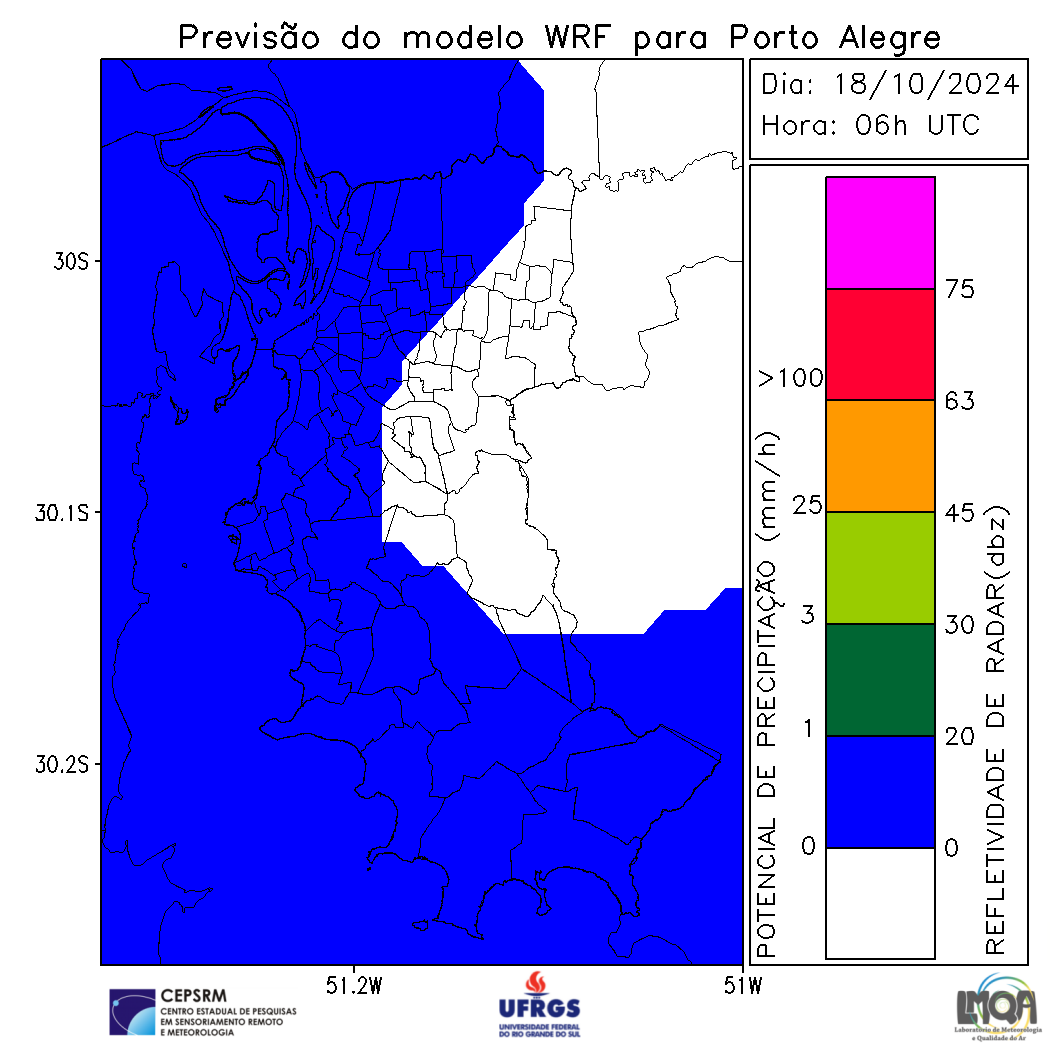 Previsão do modelo WRF para Porto Alegre
Dia: 18/10/2024
Hora: 06h UTC
30S
30.1S
30.2S
51.2W
51W
POTENCIAL DE PRECIPITAÇÃO (mm/h)
>100
25
3
1
0
75
63
45
30
20
0
REFLETIVIDADE DE RADAR(dbz)
CEPSRM
CENTRO ESTADUAL DE PESQUISAS
EM SENSORIAMENTO REMOTO
E METEOROLOGIA
UFRGS
UNIVERSIDADE FEDERAL
DO RIO GRANDE DO SUL
LMQA
Laboratório de Meteorologia
e Qualidade do Ar